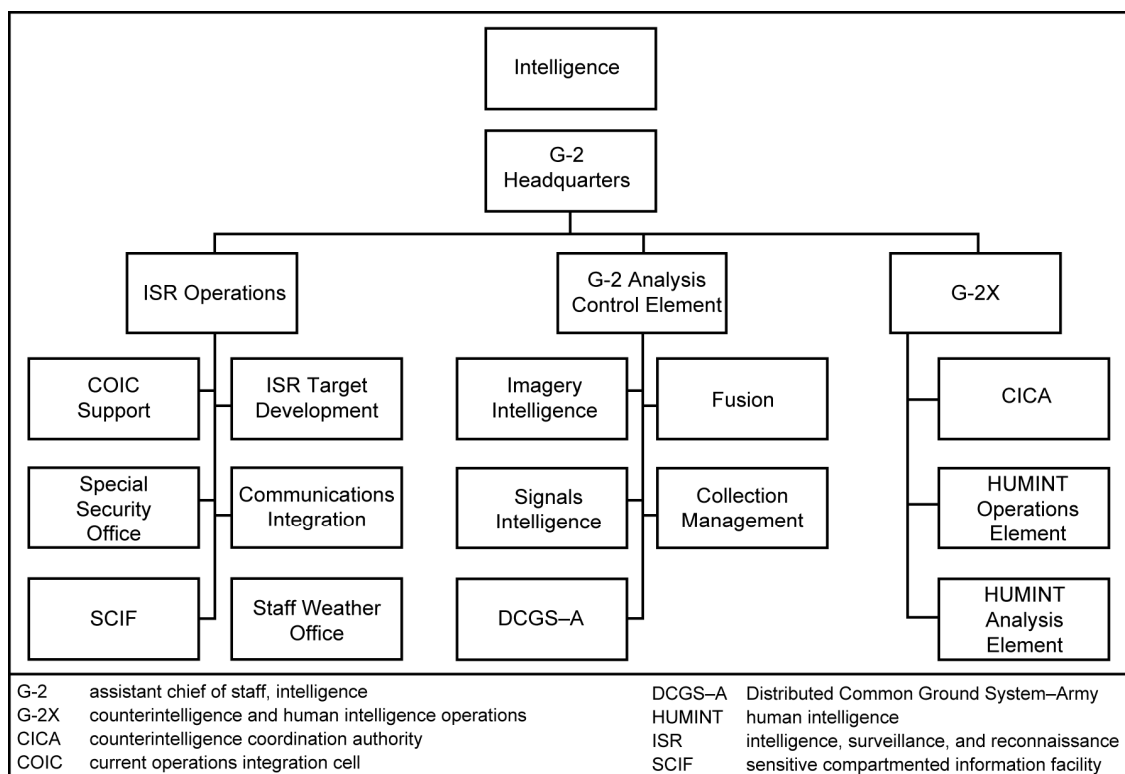 Intelligence
G-2
Headquarters
ISR Operations
G-2 Analysis
Control Element
G-2X
COIC
Support
ISR Target
Development
Imagery
Intelligence
Fusion
CICA
Special
Security
Office
Communications
Integration
Signals
Intelligence
Collection
Management
HUMINT
Operations
Element
SCIF
Staff Weather
Office
DCGS–A
HUMINT
Analysis
Element
G-2 assistant chief of staff, intelligence
G-2X counterintelligence and human intelligence operations
CICA counterintelligence coordination authority
COIC current operations integration cell
DCGS–A Distributed Common Ground System–Army
HUMINT human intelligence
ISR intelligence, surveillance, and reconnaissance
SCIF sensitive compartmented information facility